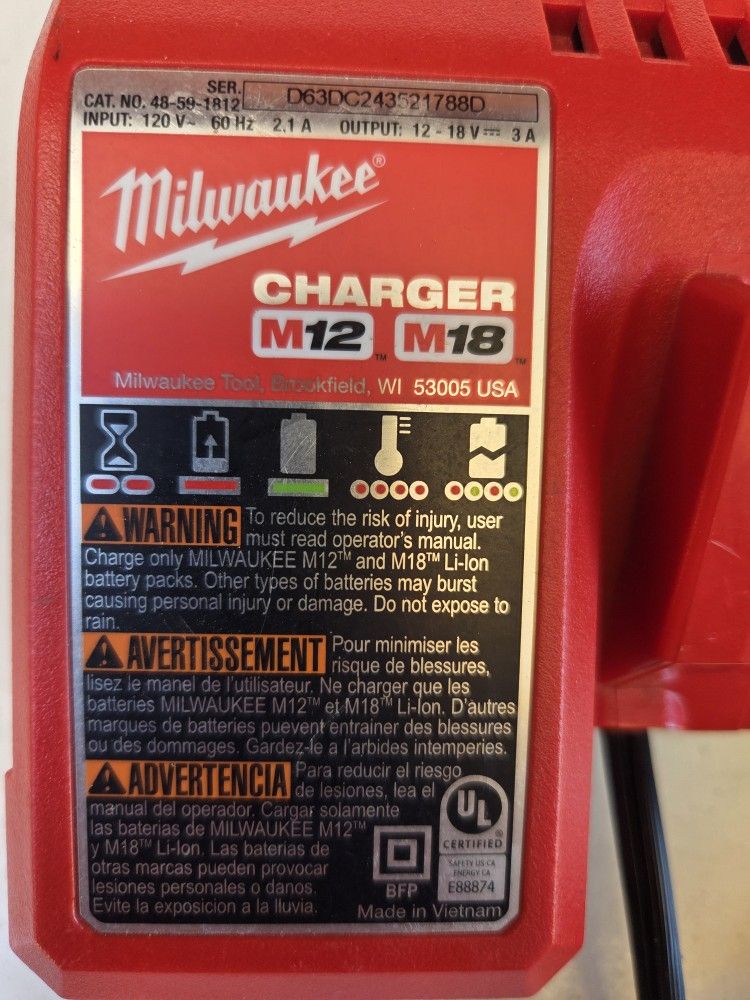 SER. D63DC243521788D
CAT. NO. 48-59-1812
INPUT: 120 V~ 60 Hz 2,1 A OUTPUT: 12 - 18 V⎓ 3 A
Milwaukee®
CHARGER
M12™ M18™
Milwaukee Tool, Brookfield, WI 53005 USA
WARNING To reduce the risk of injury, user
must read operator's manual.
Charge only MILWAUKEE M12™ and M18™ Li-Ion
battery packs. Other types of batteries may burst
causing personal injury or damage. Do not expose to
rain.
AVERTISSEMENT Pour minimiser les
risque de blessures,
lisez le manel de l'utilisateur. Ne charger que les
batteries MILWAUKEE M12™ et M18™ Li-Ion. D'autres
marques de batteries puevent entrainer des blessures
ou des dommages. Gardez-le a l'arbides intemperies.
ADVERTENCIA Para reducir el riesgo
de lesiones, lea el
manual del operador. Cargar solamente
las baterias de MILWAUKEE M12™
y M18™ Li-Ion. Las baterias de
otras marcas pueden provocar
lesiones personales o danos.
Evite la exposicion a la lluvia.
BFP
UL®
CERTIFIED
SAFETY US-CA
ENERGY CA
E88874
Made in Vietnam